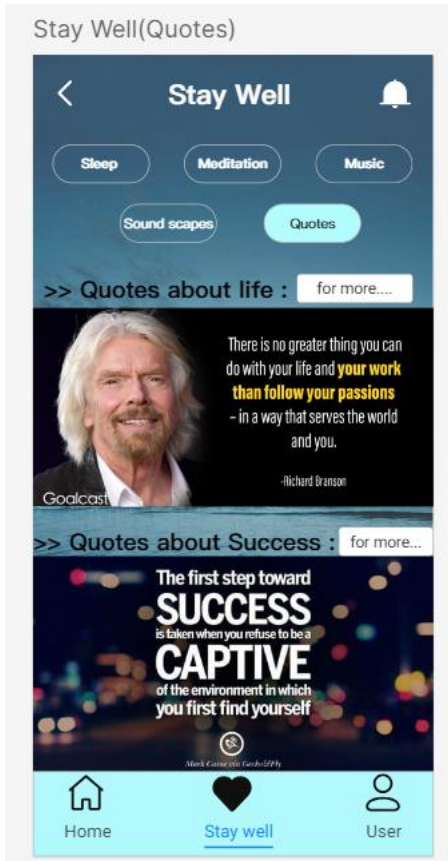 Stay Well(Quotes)
Stay Well
Sleep
Meditation
Music
Sound scapes
Quotes
>> Quotes about life :
for more....
There is no greater thing you can
do with your life and your work
than follow your passions
– in a way that serves the world
and you.
-Richard Branson
Goalcast
>> Quotes about Success :
for more...
The first step toward
SUCCESS
is taken when you refuse to be a
CAPTIVE
of the environment in which
you first find yourself
Mark Caine via
Home
Stay well
User